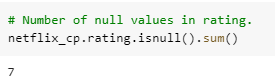 # Number of null values in rating.
netflix_cp.rating.isnull().sum()
7